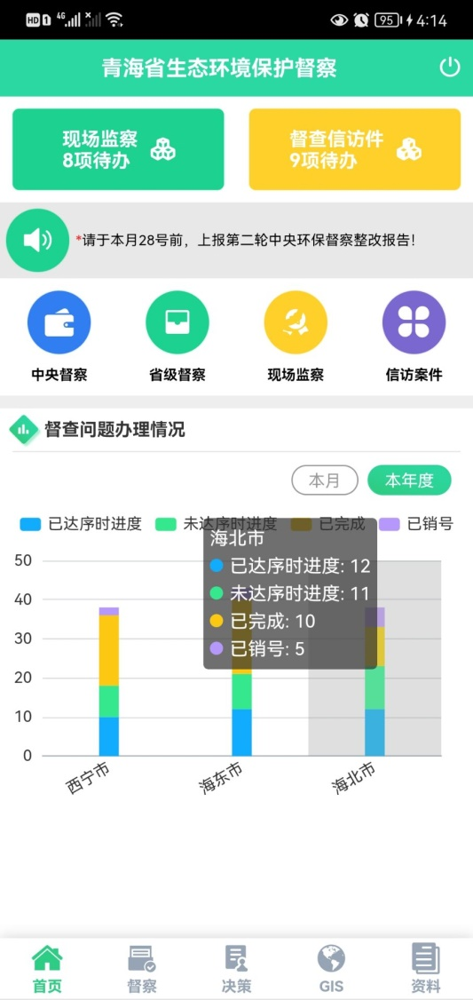 HD 1 4G 95 4:14
青海省生态环境保护督察
现场监察
8项待办
督查信访件
9项待办
*请于本月28号前，上报第二轮中央环保督察整改报告!
中央督察 省级督察 现场监察 信访案件
督查问题办理情况
本月 本年度
已达序时进度 未达序时进度 已完成 已销号
海北市
已达序时进度: 12
未达序时进度: 11
已完成: 10
已销号: 5
50
40
30
20
10
0
西宁市 海东市 海北市
首页 督察 决策 GIS 资料